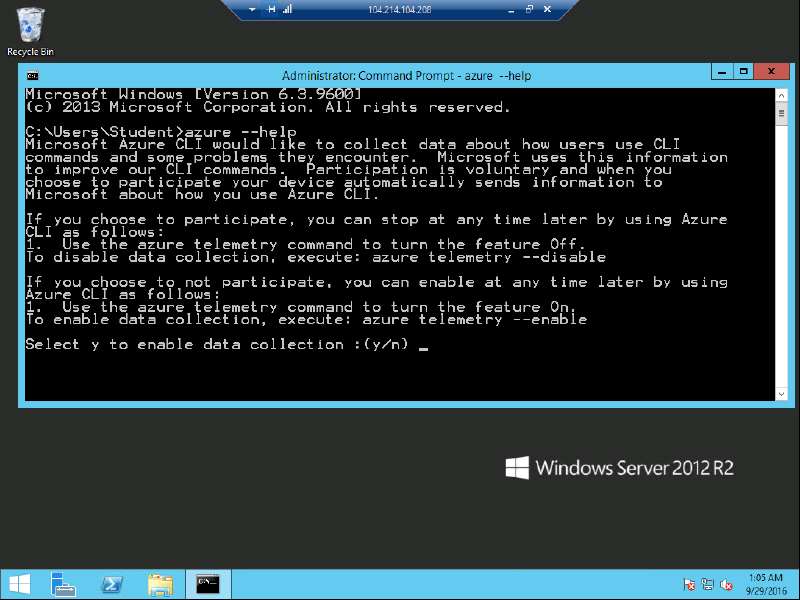 104.214.104.208
Recycle Bin
Administrator: Command Prompt - azure --help
Microsoft Windows [Version 6.3.9600]
(c) 2013 Microsoft Corporation. All rights reserved.
C:\Users\Student>azure --help
Microsoft Azure CLI would like to collect data about how users use CLI
commands and some problems they encounter. Microsoft uses this information
to improve our CLI commands. Participation is voluntary and when you
choose to participate your device automatically sends information to
Microsoft about how you use Azure CLI.
If you choose to participate, you can stop at any time later by using Azure
CLI as follows:
1. Use the azure telemetry command to turn the feature Off.
To disable data collection, execute: azure telemetry --disable
If you choose to not participate, you can enable at any time later by using
Azure CLI as follows:
1. Use the azure telemetry command to turn the feature On.
To enable data collection, execute: azure telemetry --enable
Select y to enable data collection :(y/n) _
Windows Server 2012 R2
1:05 AM
9/29/2016